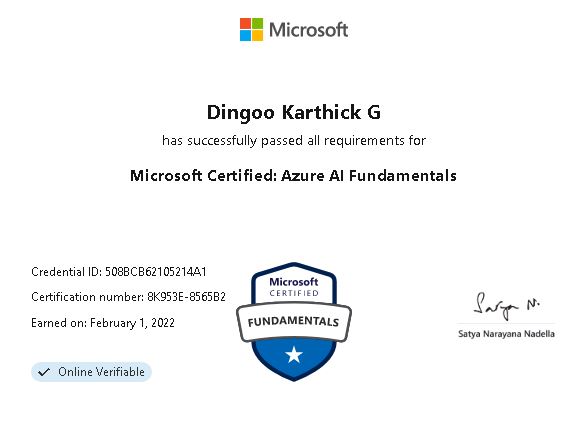 Microsoft
Dingoo Karthick G
has successfully passed all requirements for
Microsoft Certified: Azure AI Fundamentals
Credential ID: 508BCB62105214A1
Certification number: 8K953E-8565B2
Earned on: February 1, 2022
Online Verifiable
Microsoft
CERTIFIED
FUNDAMENTALS
Satya N.
Satya Narayana Nadella